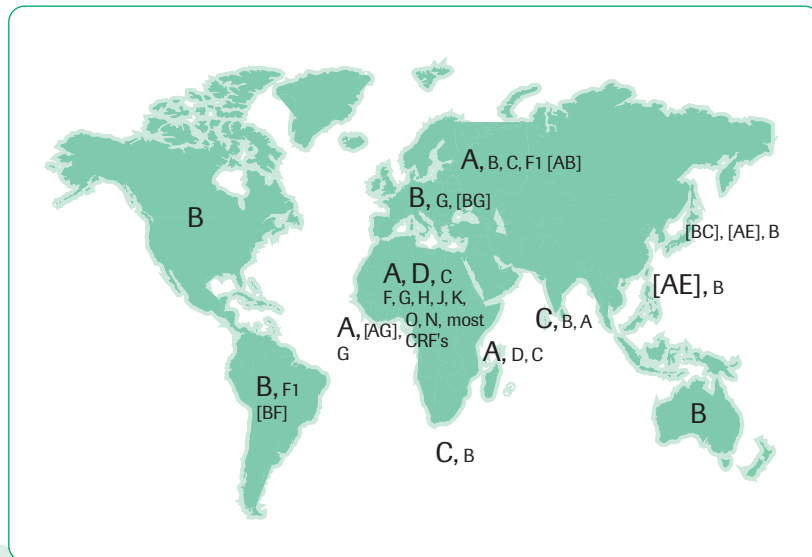 A, B, C, F1 [AB]
B, G, [BG]
B
[BC], [AE], B
A, D, C
F, G, H, J, K,
O, N, most
CRF's
[AE], B
A, [AG],
G
C, B, A
A, D, C
B, F1
[BF]
B
C, B